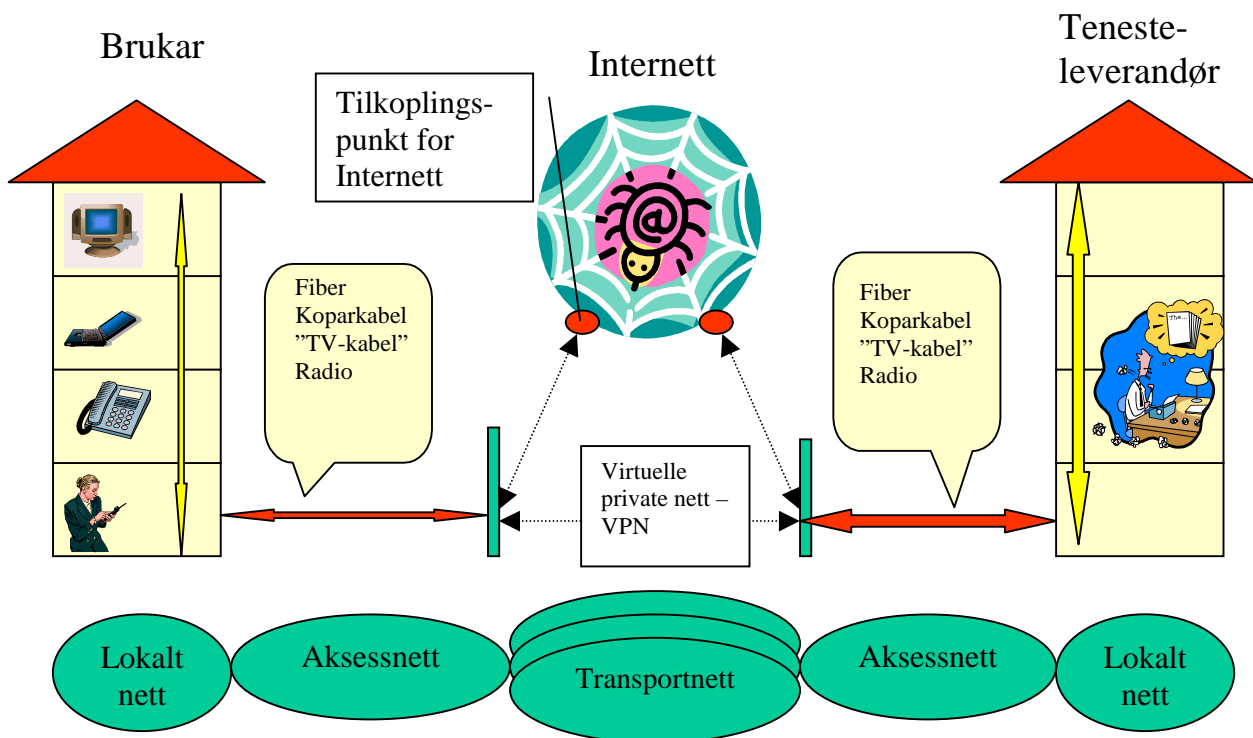 Brukar
Internett
Teneste-
leverandør
Tilkoplings-
punkt for
Internett
@
Fiber
Koparkabel
”TV-kabel”
Radio
Fiber
Koparkabel
”TV-kabel”
Radio
The...
Virtuelle
private nett –
VPN
Lokalt
nett
Aksessnett
Transportnett
Aksessnett
Lokalt
nett